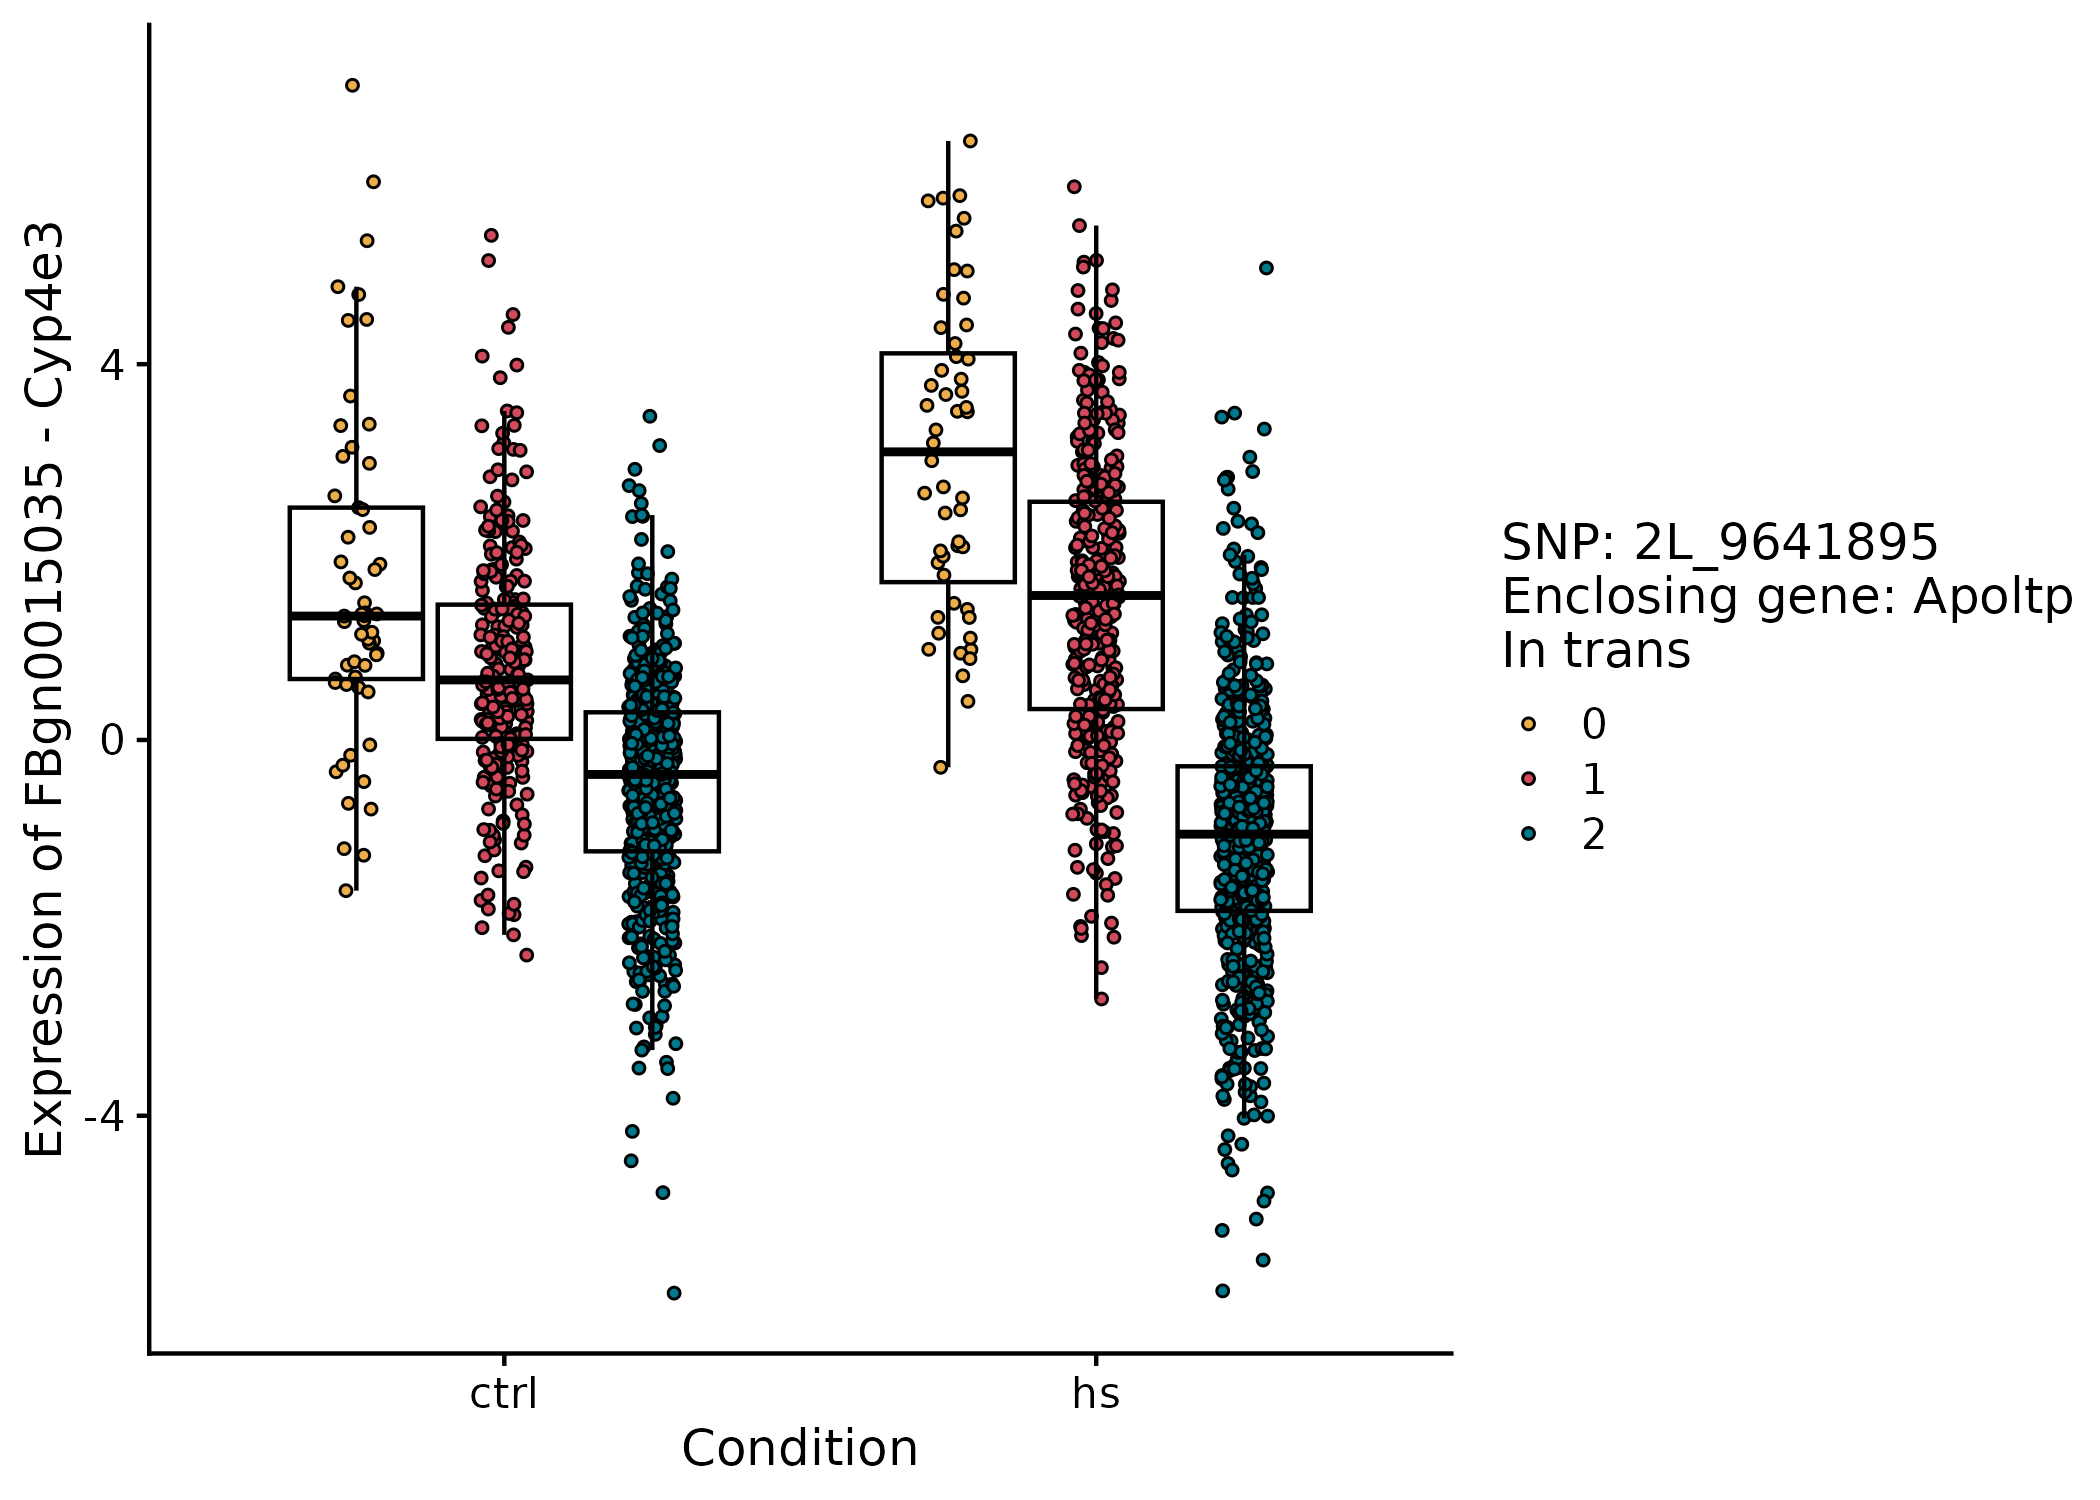 Expression of FBgn0015035 - Cyp4e3
4
0
-4
ctrl
hs
Condition
SNP: 2L_9641895
Enclosing gene: Apoltp
In trans
0
1
2